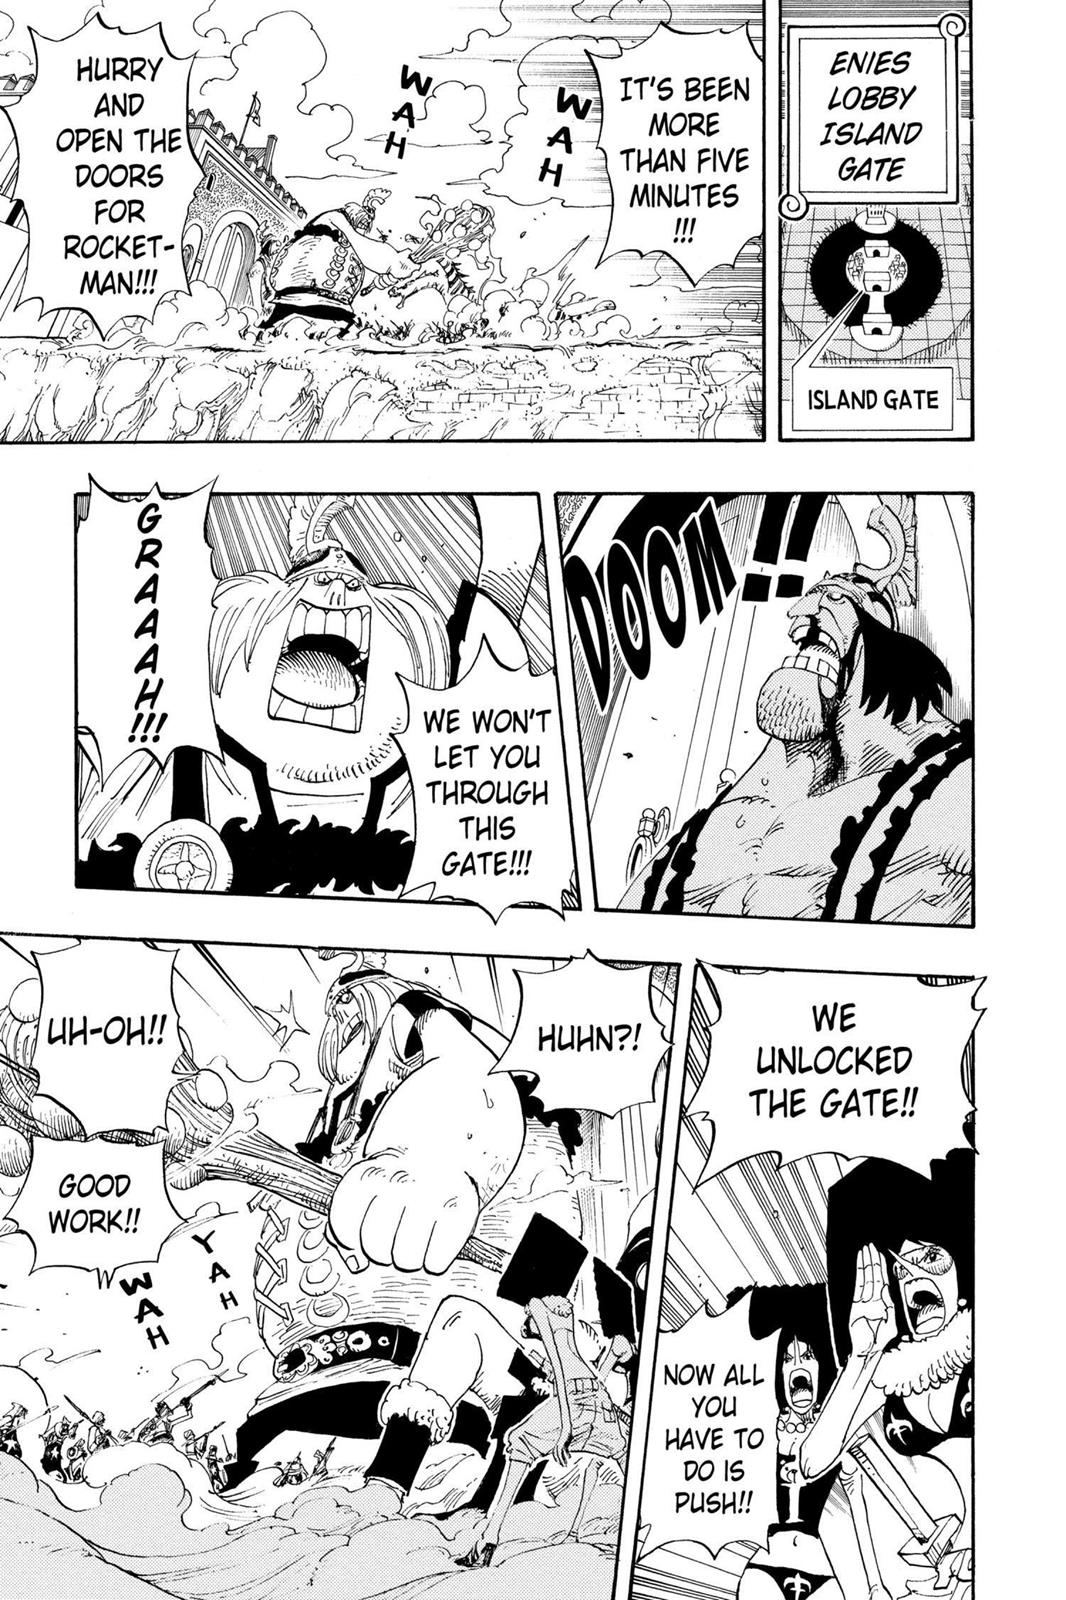 ENIES
LOBBY
ISLAND
GATE
ISLAND GATE
IT'S BEEN
MORE
THAN FIVE
MINUTES
!!!
WAH
WAH
HURRY
AND
OPEN THE
DOORS
FOR
ROCKET-
MAN!!!
DOOM!!
WE WON'T
LET YOU
THROUGH
THIS
GATE!!!
GRAAAH!!!
WE
UNLOCKED
THE GATE!!
NOW ALL
YOU
HAVE TO
DO IS
PUSH!!
HUHN?!
UH-OH!!
GOOD
WORK!!
YAH
WAH